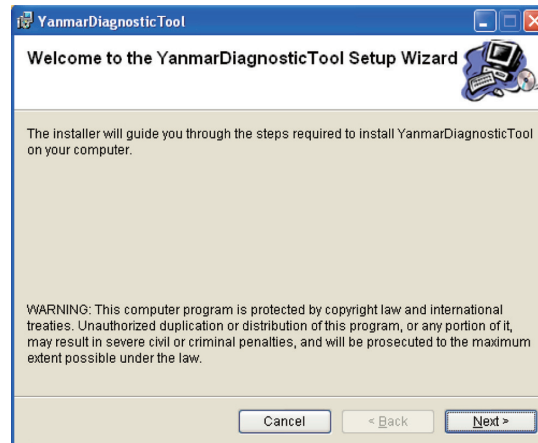 YanmarDiagnosticTool
Welcome to the YanmarDiagnosticTool Setup Wizard
The installer will guide you through the steps required to install YanmarDiagnosticTool
on your computer.
WARNING: This computer program is protected by copyright law and international
treaties. Unauthorized duplication or distribution of this program, or any portion of it,
may result in severe civil or criminal penalties, and will be prosecuted to the maximum
extent possible under the law.
Cancel
< Back
Next >